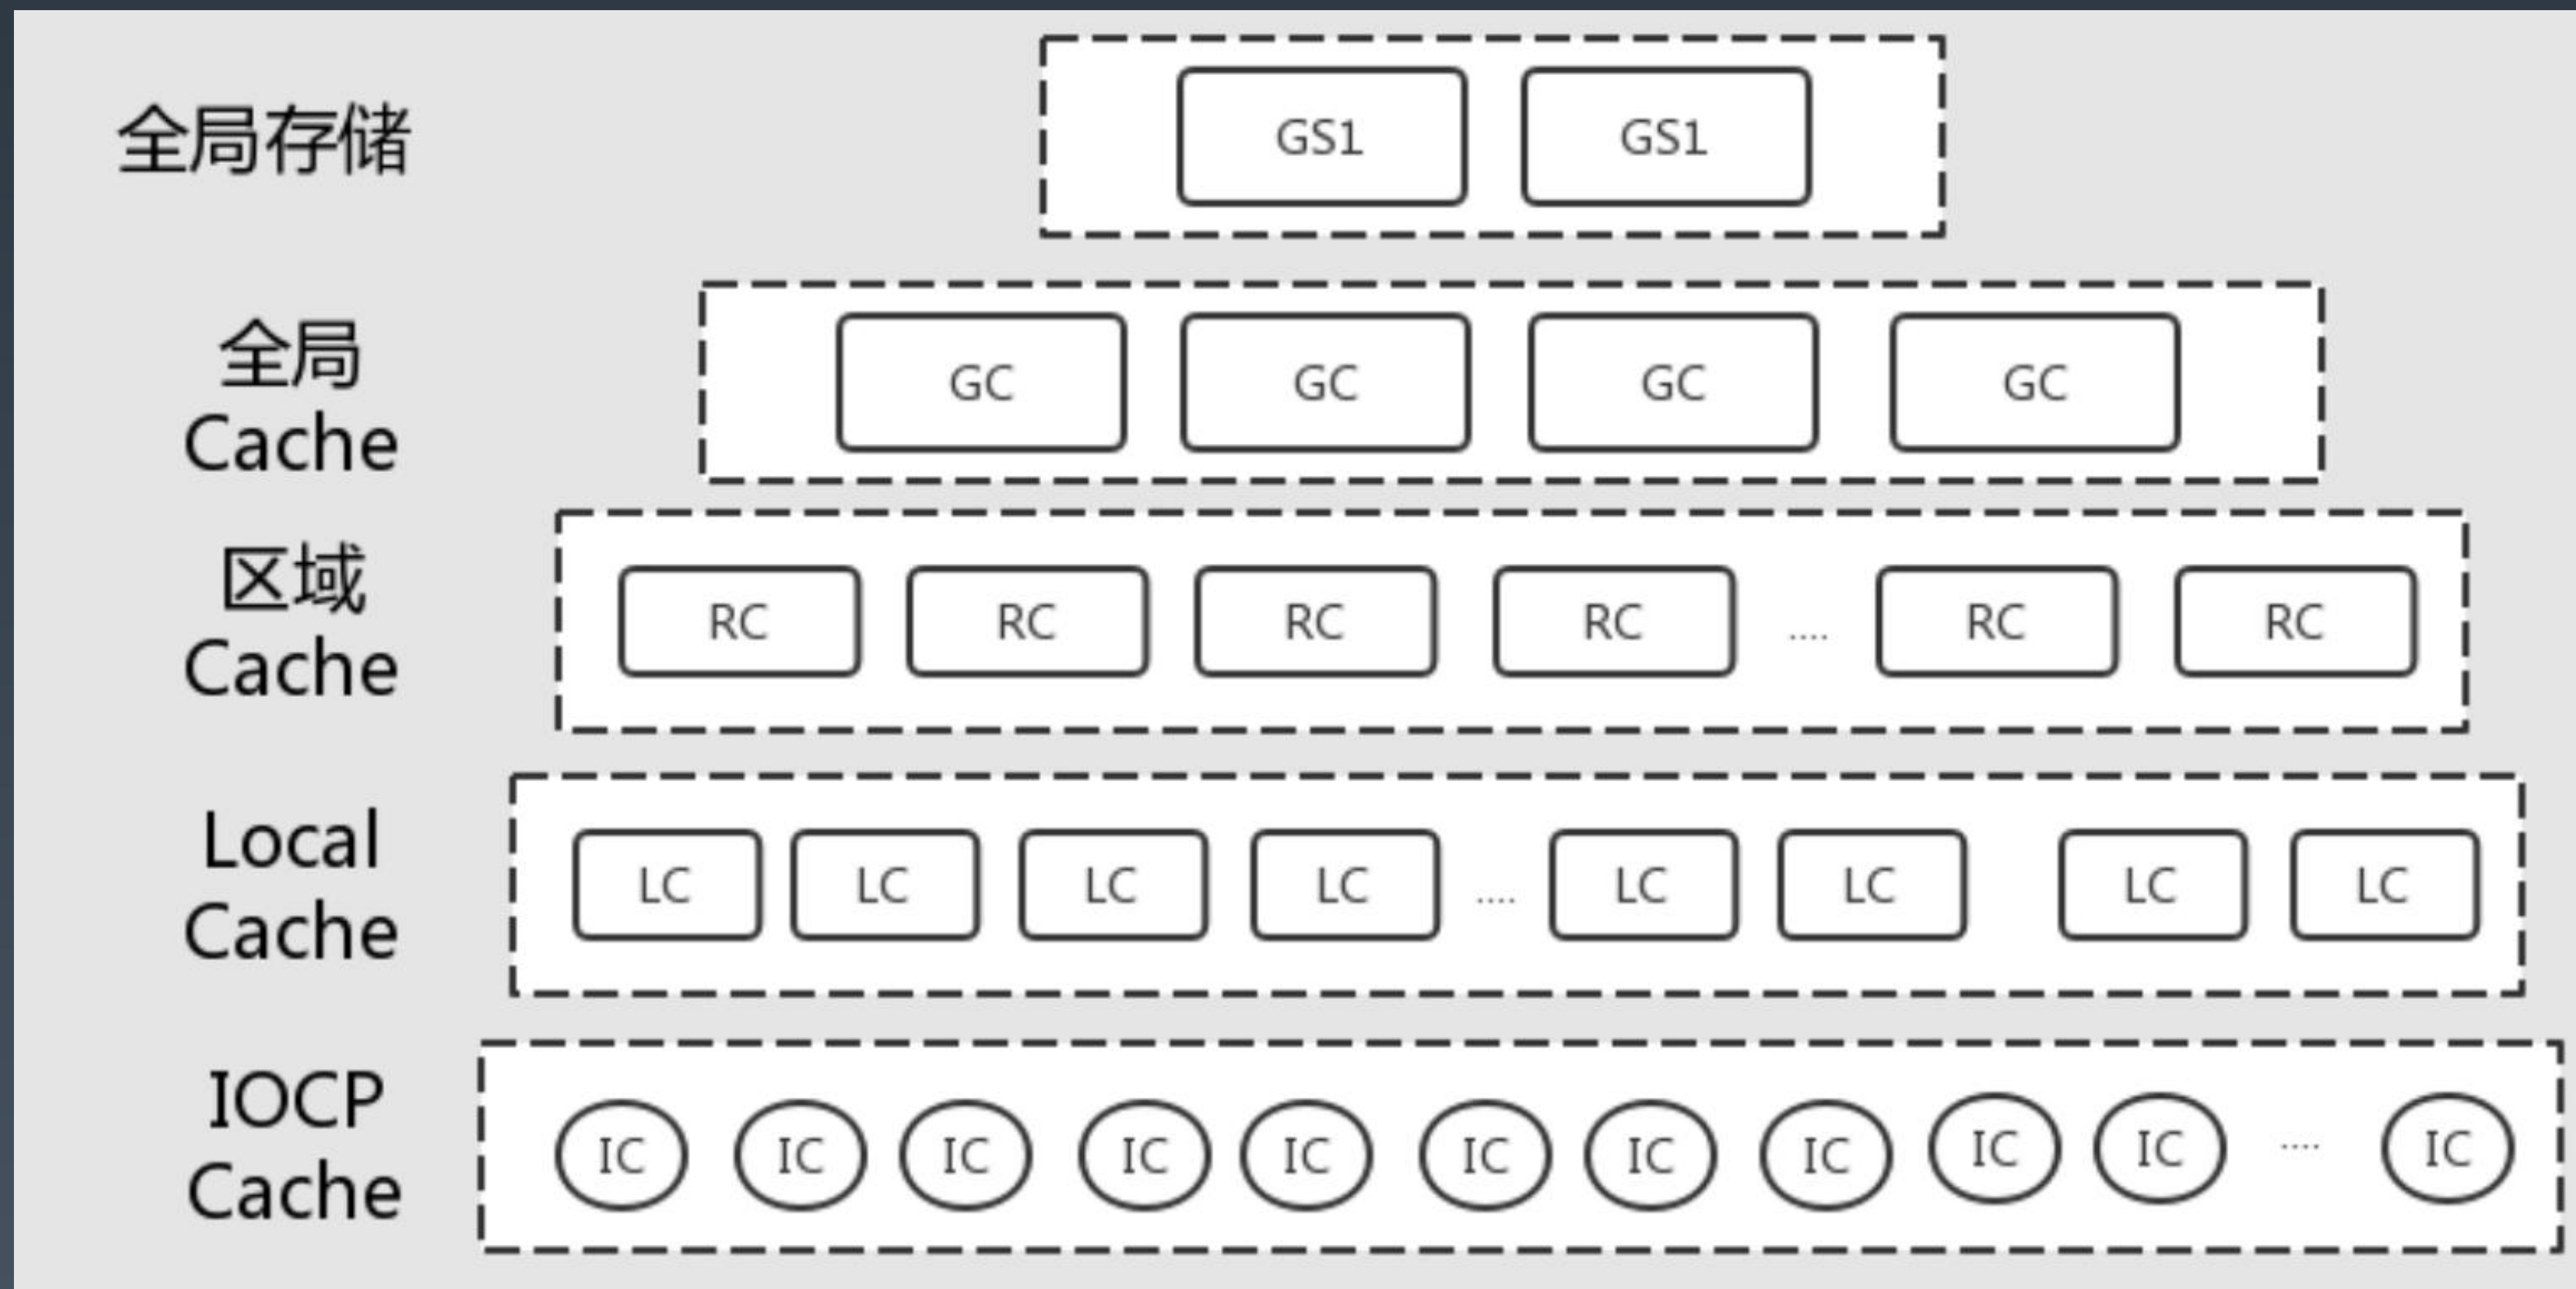 全局存储
GS1 GS1
全局
Cache
GC GC GC GC
区域
Cache
RC RC RC RC .... RC RC
Local
Cache
LC LC LC LC .... LC LC LC LC
IOCP
Cache
IC IC IC IC IC IC IC IC IC IC .... IC